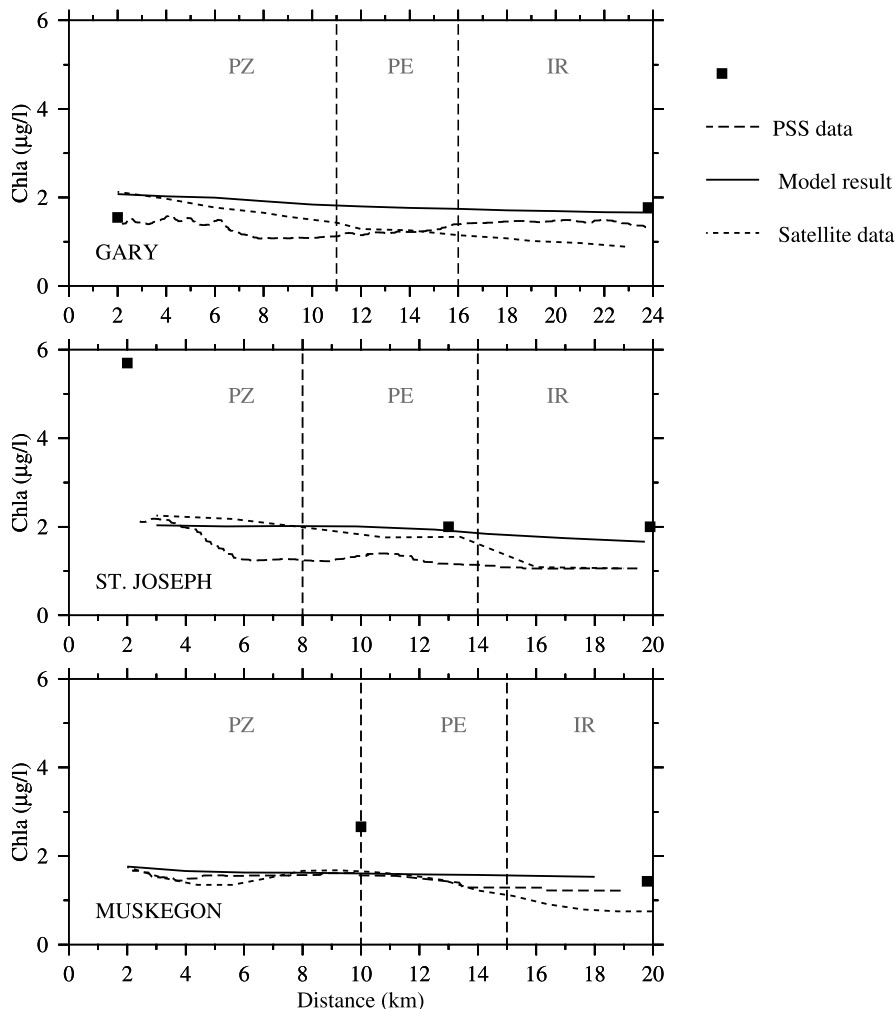 6
PZ
PE
IR
Chla (µg/l)
4
2
0
GARY
0 2 4 6 8 10 12 14 16 18 20 22 24
PSS data
Model result
Satellite data
6
PZ
PE
IR
Chla (µg/l)
4
2
0
ST. JOSEPH
0 2 4 6 8 10 12 14 16 18 20
6
PZ
PE
IR
Chla (µg/l)
4
2
0
MUSKEGON
0 2 4 6 8 10 12 14 16 18 20
Distance (km)